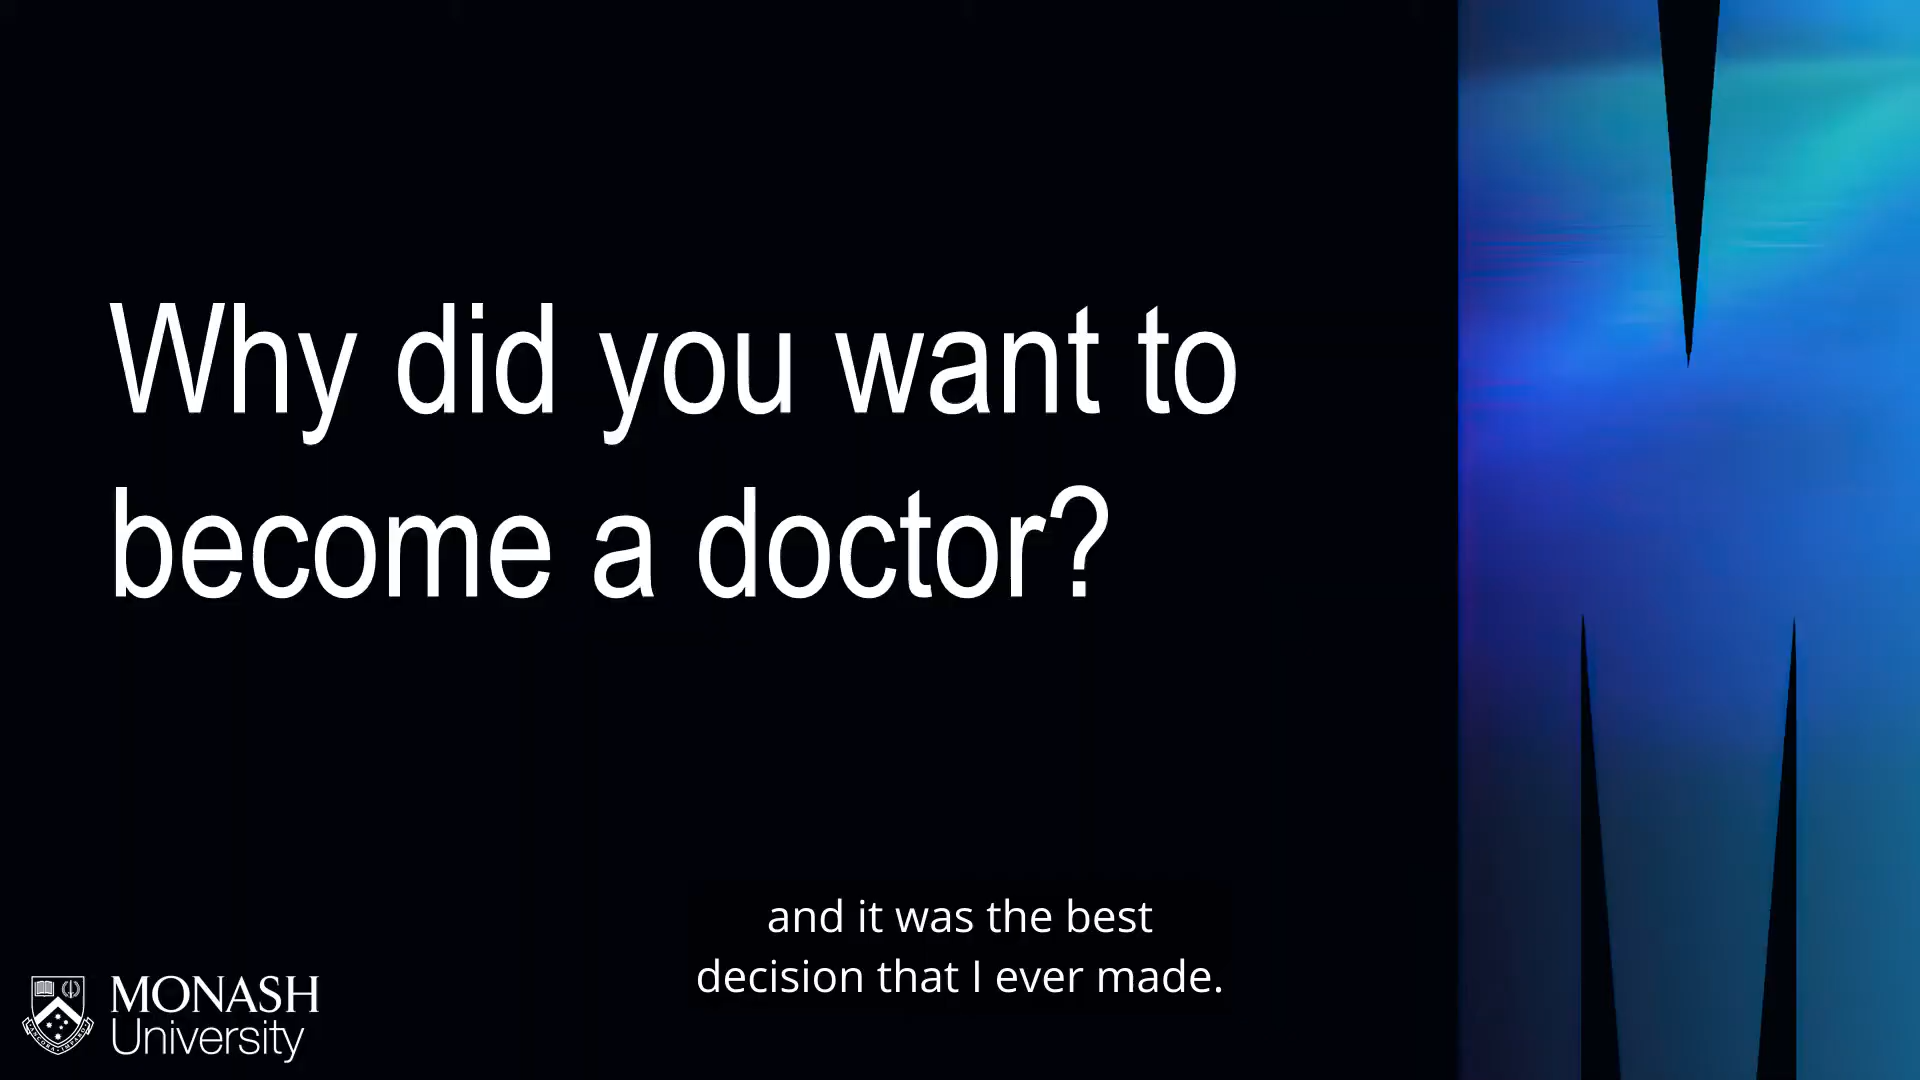 Why did you want to
become a doctor?
and it was the best
decision that I ever made.
MONASH
University